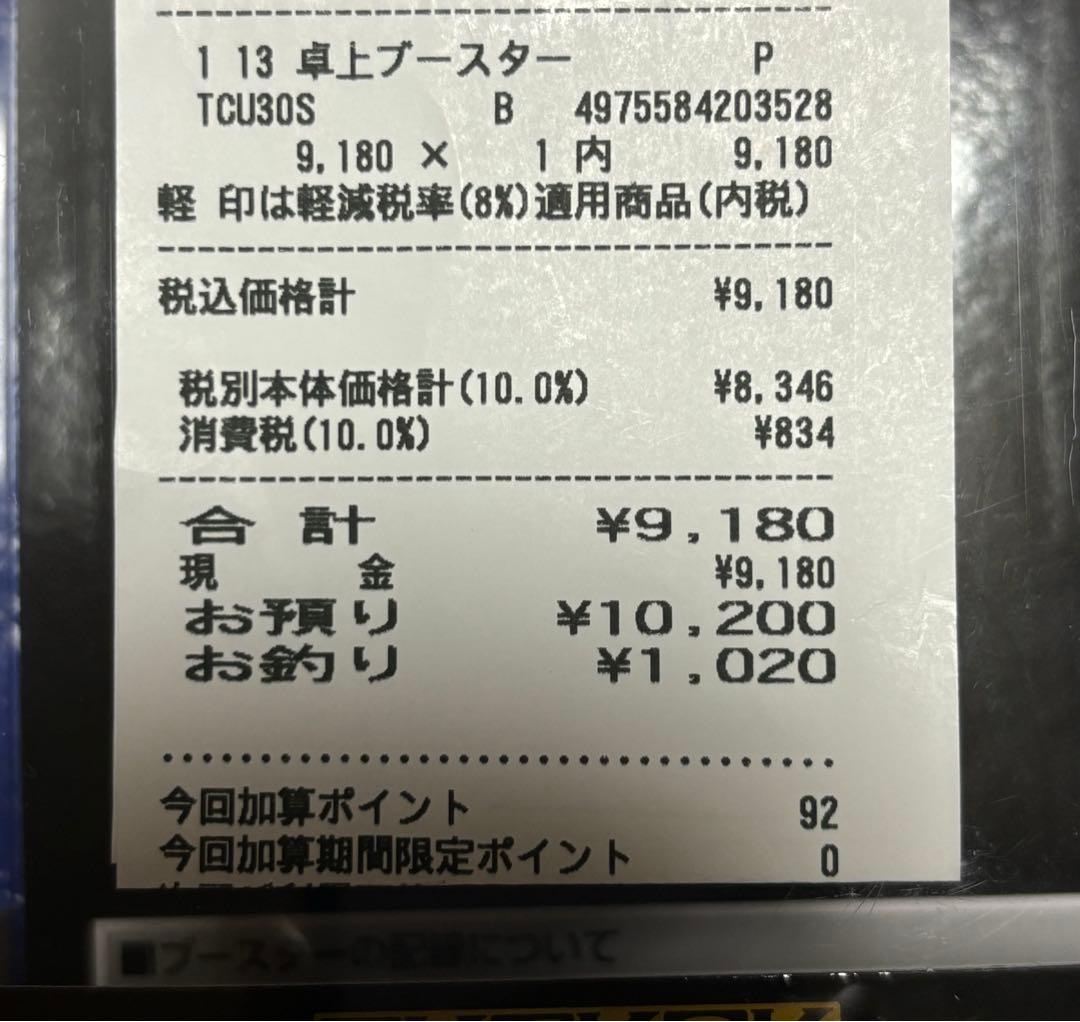 1 13 卓上ブースター P
TCU30S B 4975584203528
9,180 × 1 内 9,180
軽 印は軽減税率(8%)適用商品(内税)
税込価格計 ¥9,180
税別本体価格計(10.0%) ¥8,346
消費税(10.0%) ¥834
合 計 ¥9,180
現 金 ¥9,180
お預り ¥10,200
お釣り ¥1,020
今回加算ポイント 92
今回加算期間限定ポイント 0
■ブースターの配線について